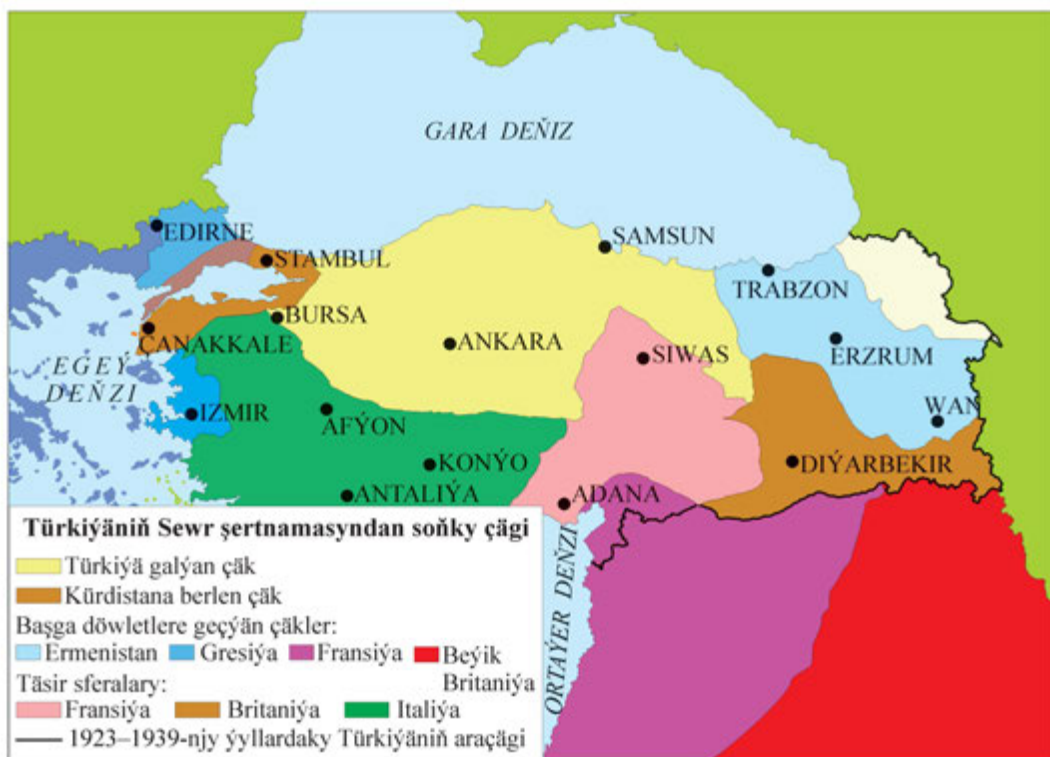 GARA DEŇIZ
EDIRNE
SAMSUN
STAMBUL
TRABZON
BURSA
ÇANAKKALE
ANKARA
SIWAS
ERZRUM
EGEÝ
DEŇZI
IZMIR
AFÝON
WAN
KONÝO
DIÝARBEKIR
ANTALIÝA
ADANA
ORTAÝER DEŇZI
Türkiýäniň Sewr şertnamasyndan soňky çägi
Türkiýä galýan çäk
Kürdistana berlen çäk
Başga döwletlere geçýän çäkler:
Ermenistan Gresiýa Fransiýa Beýik
Britaniýa
Täsir sferalary:
Fransiýa Britaniýa Italiýa
1923–1939-njy ýyllardaky Türkiýäniň araçägi